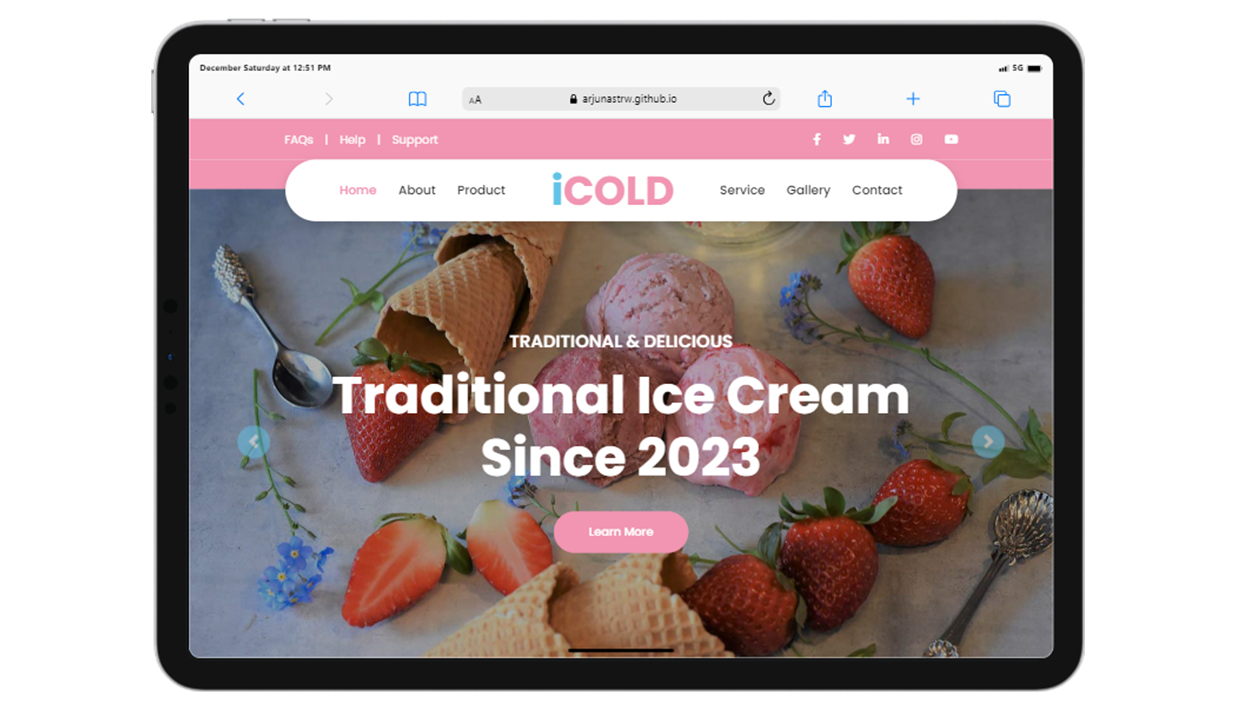 December Saturday at 12:51 PM 5G
AA arjunastrw.github.io
FAQs | Help | Support
Home About Product iCOLD Service Gallery Contact
TRADITIONAL & DELICIOUS
Traditional Ice Cream
Since 2023
Learn More